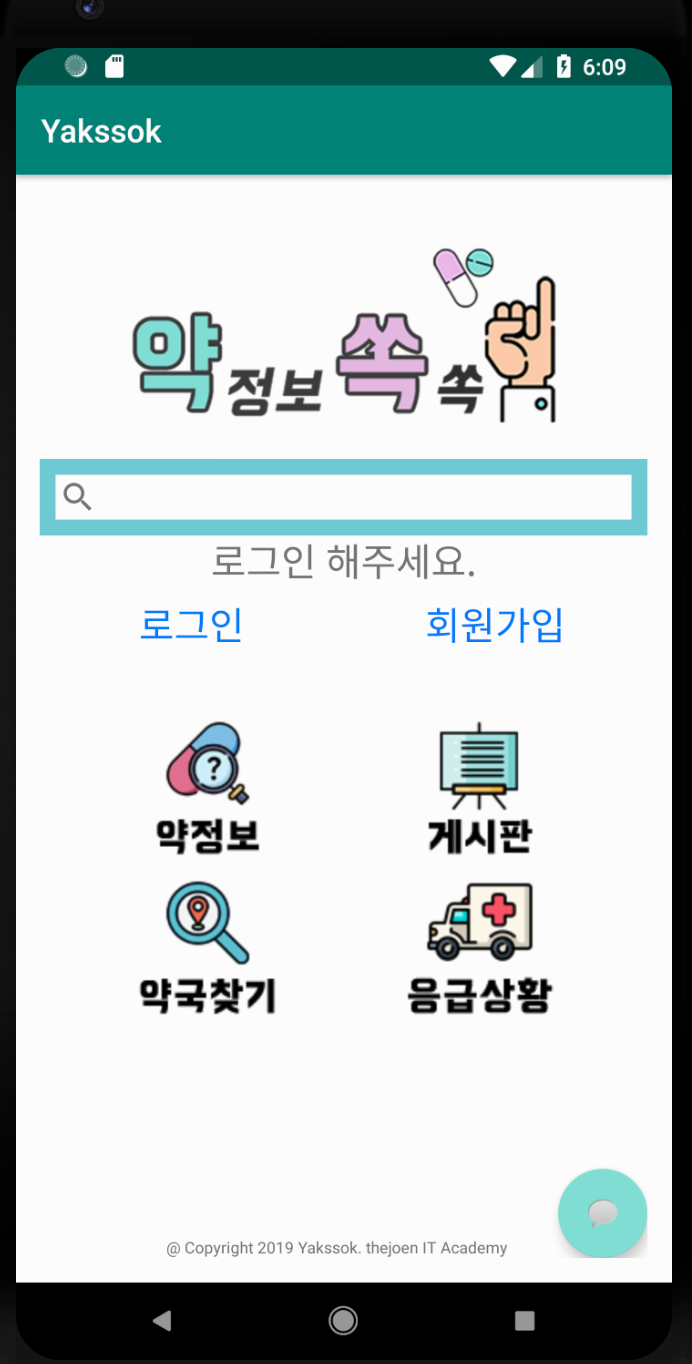 6:09
Yakssok
약정보쏙쏙
로그인 해주세요.
로그인 회원가입
? 
약정보 게시판
약국찾기 응급상황
@ Copyright 2019 Yakssok. thejoen IT Academy